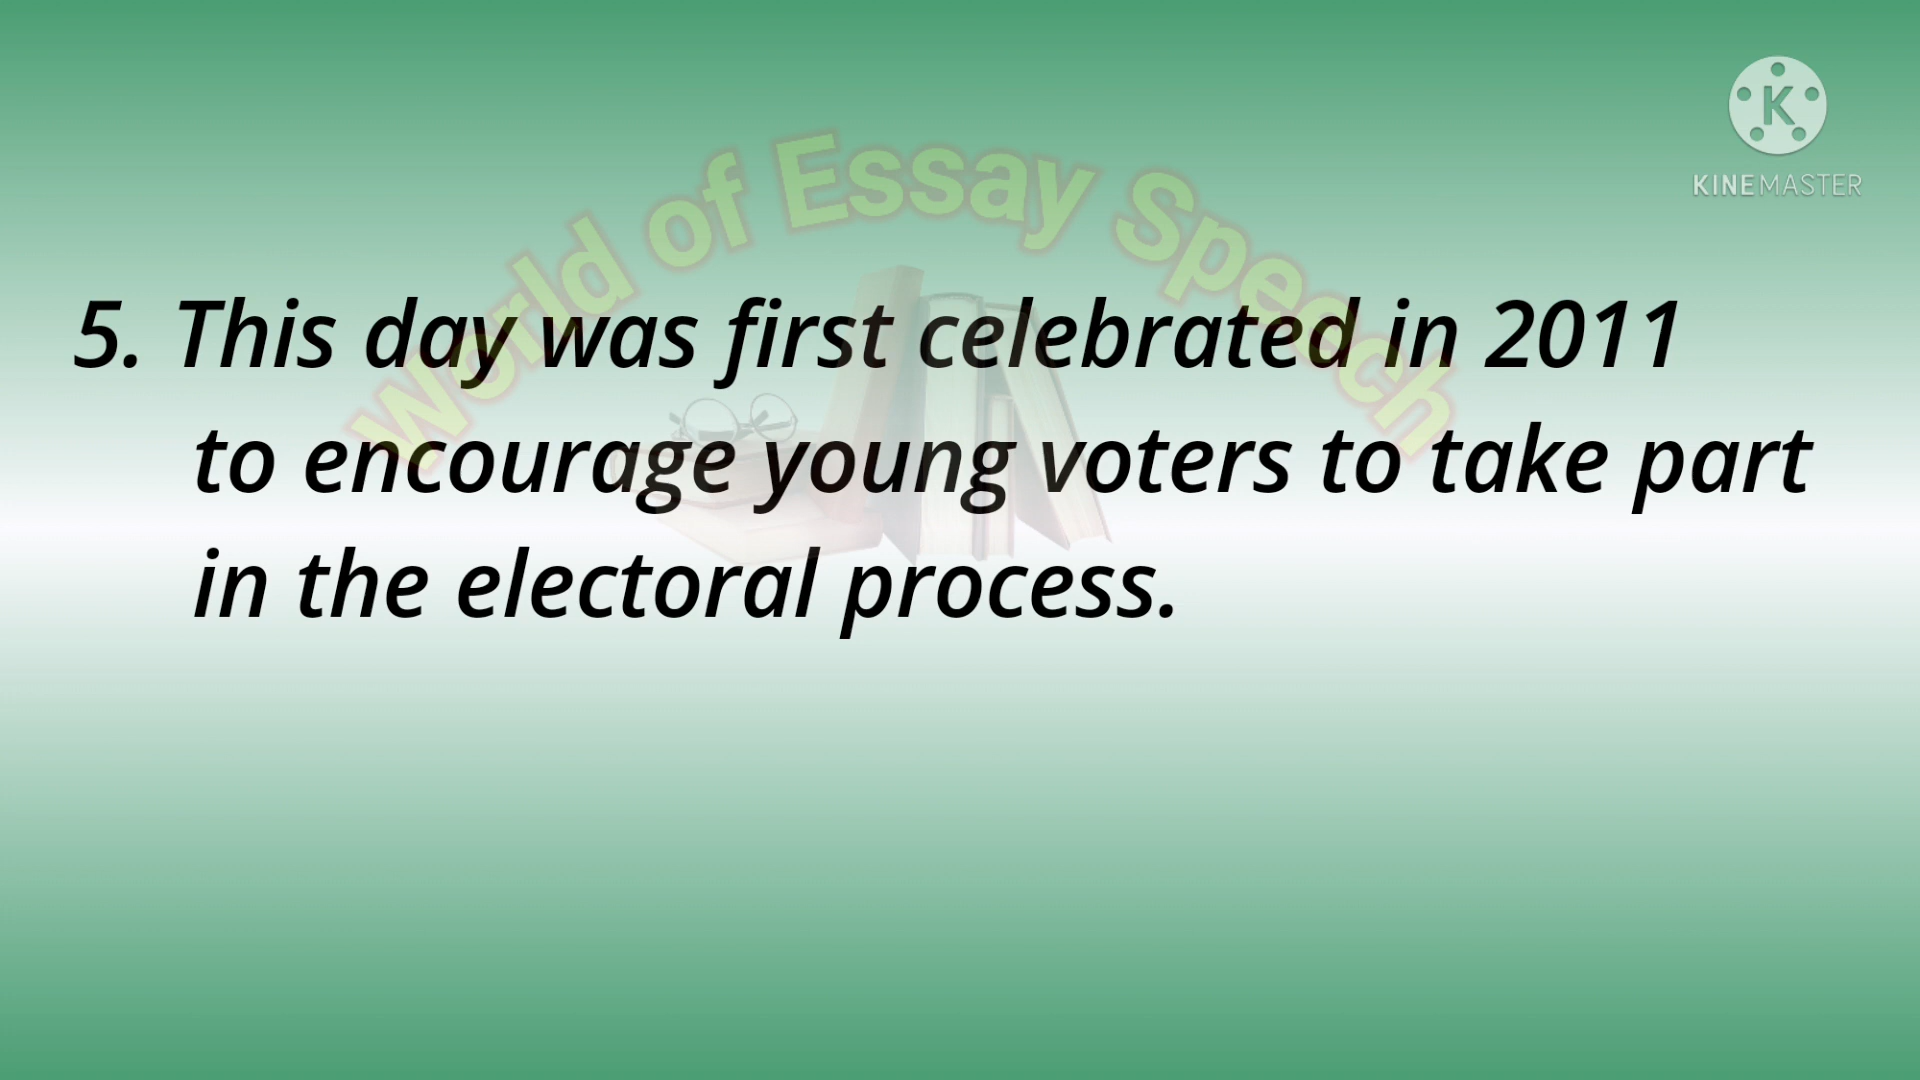 KINEMASTER
World of Essay Speech
5. This day was first celebrated in 2011
to encourage young voters to take part
in the electoral process.